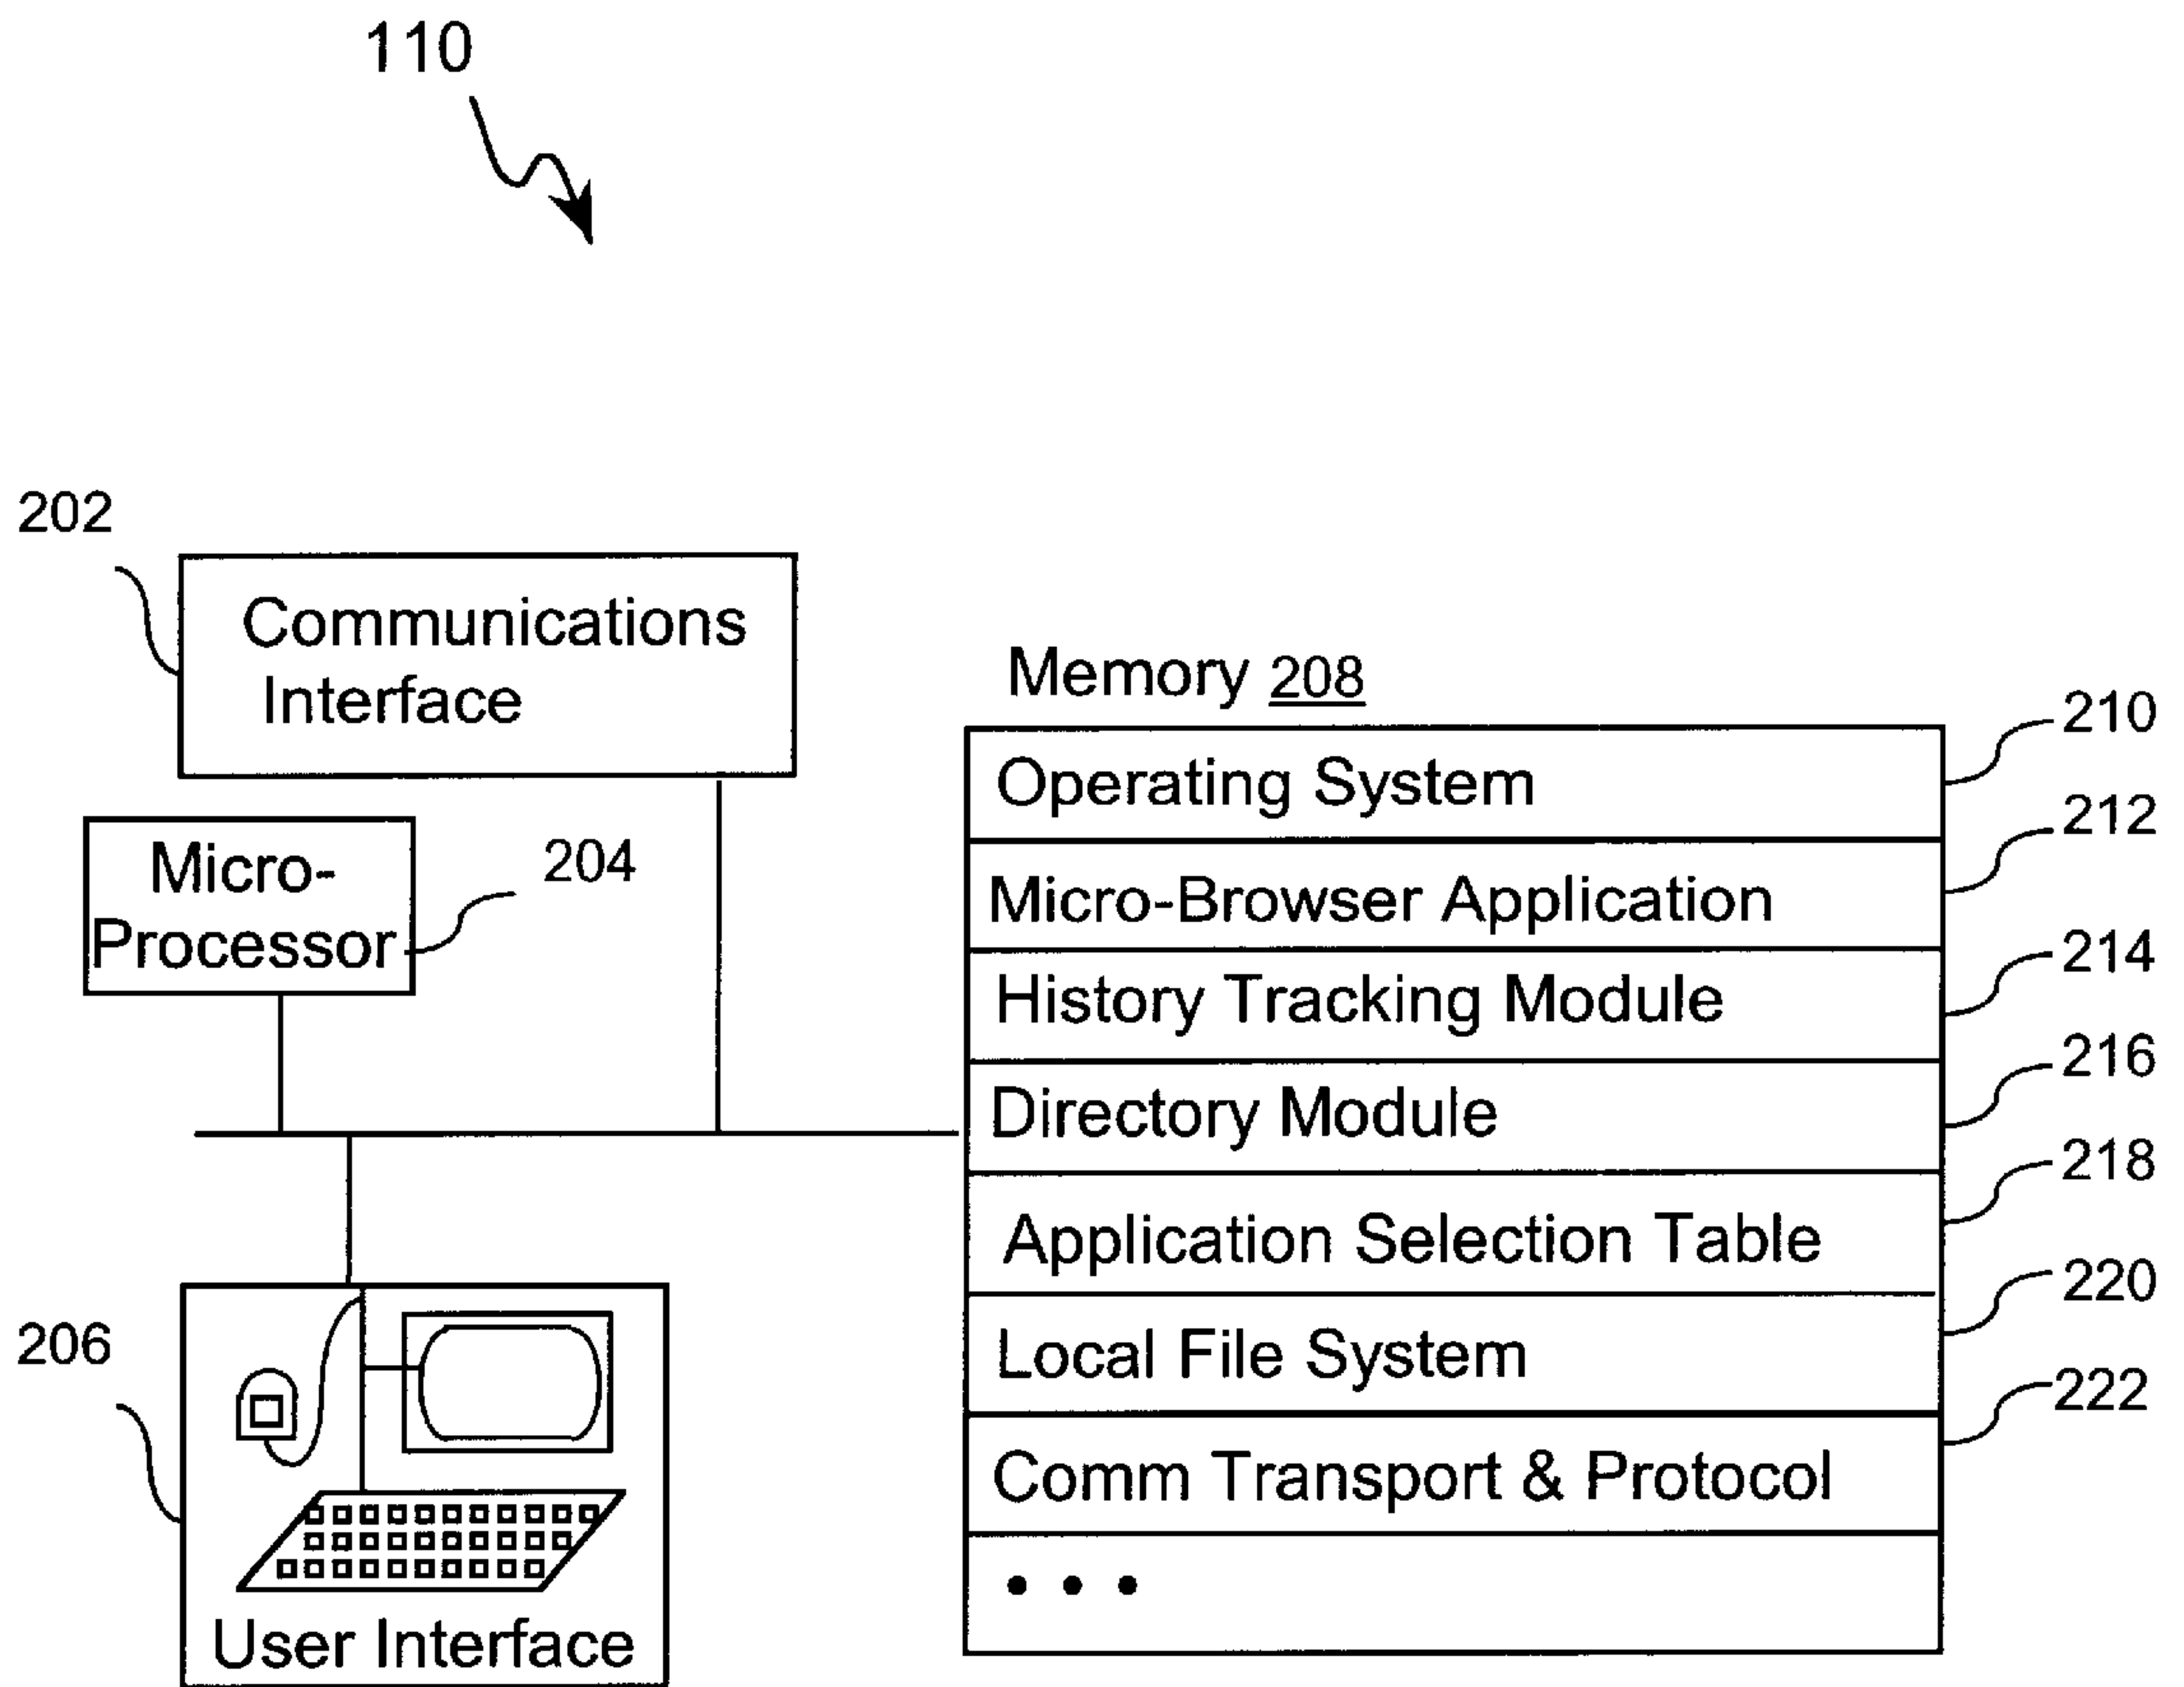 110
202
Communications
Interface
Memory 208
210
Operating System
212
Micro-
Processor
204
Micro-Browser Application
214
History Tracking Module
216
Directory Module
218
Application Selection Table
220
206
Local File System
222
Comm Transport & Protocol
• • •
User Interface